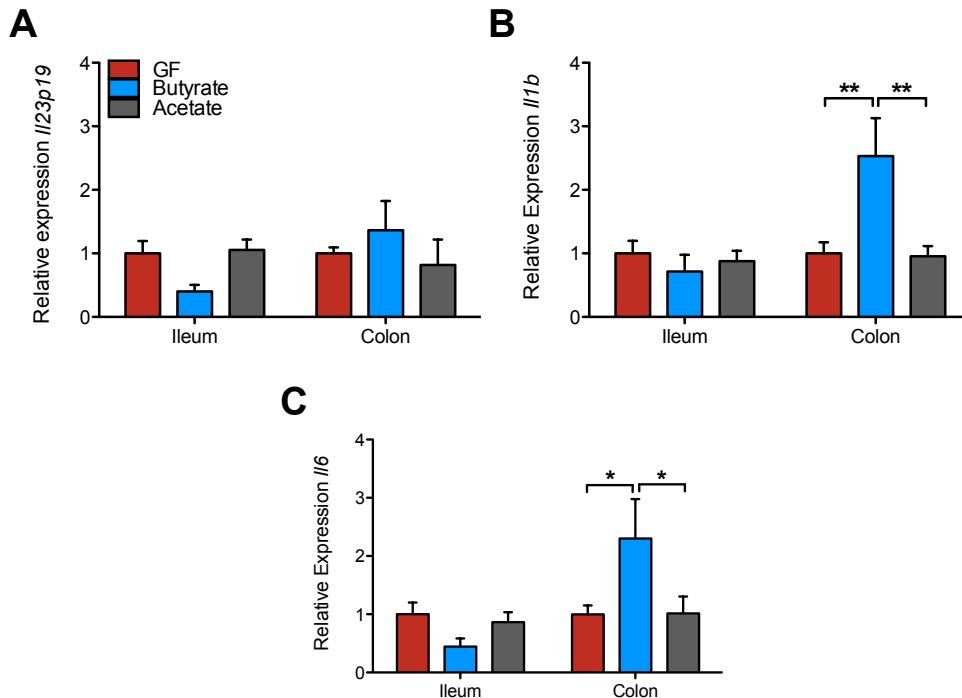 A
Relative expression Il23p19
4
3
2
1
0
GF
Butyrate
Acetate
Ileum
Colon
B
Relative Expression Il1b
4
3
2
1
0
** **
Ileum
Colon
C
Relative Expression Il6
4
3
2
1
0
* *
Ileum
Colon